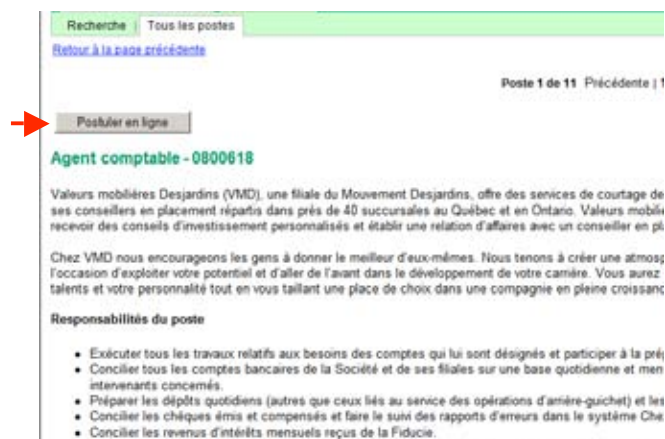 Recherche | Tous les postes
Retour à la page précédente
Poste 1 de 11 Précédente | 1
Postuler en ligne
Agent comptable - 0800618
Valeurs mobilières Desjardins (VMD), une filiale du Mouvement Desjardins, offre des services de courtage de
ses conseillers en placement répartis dans près de 40 succursales au Québec et en Ontario. Valeurs mobili
recevoir des conseils d'investissement personnalisés et établir une relation d'affaires avec un conseiller en pl
Chez VMD nous encourageons les gens à donner le meilleur d'eux-mêmes. Nous tenons à créer une atmosp
l'occasion d'exploiter votre potentiel et d'aller de l'avant dans le développement de votre carrière. Vous aurez
talents et votre personnalité tout en vous taillant une place de choix dans une compagnie en pleine croissanc
Responsabilités du poste
• Exécuter tous les travaux relatifs aux besoins des comptes qui lui sont désignés et participer à la pré
• Concilier tous les comptes bancaires de la Société et de ses filiales sur une base quotidienne et men
intervenants concernés.
• Préparer les dépôts quotidiens (autres que ceux liés au service des opérations d'arrière-guichet) et les
• Concilier les chèques émis et compensés et faire le suivi des rapports d'erreurs dans le système Che
• Concilier les revenus d'intérêts mensuels reçus de la Fiducie.